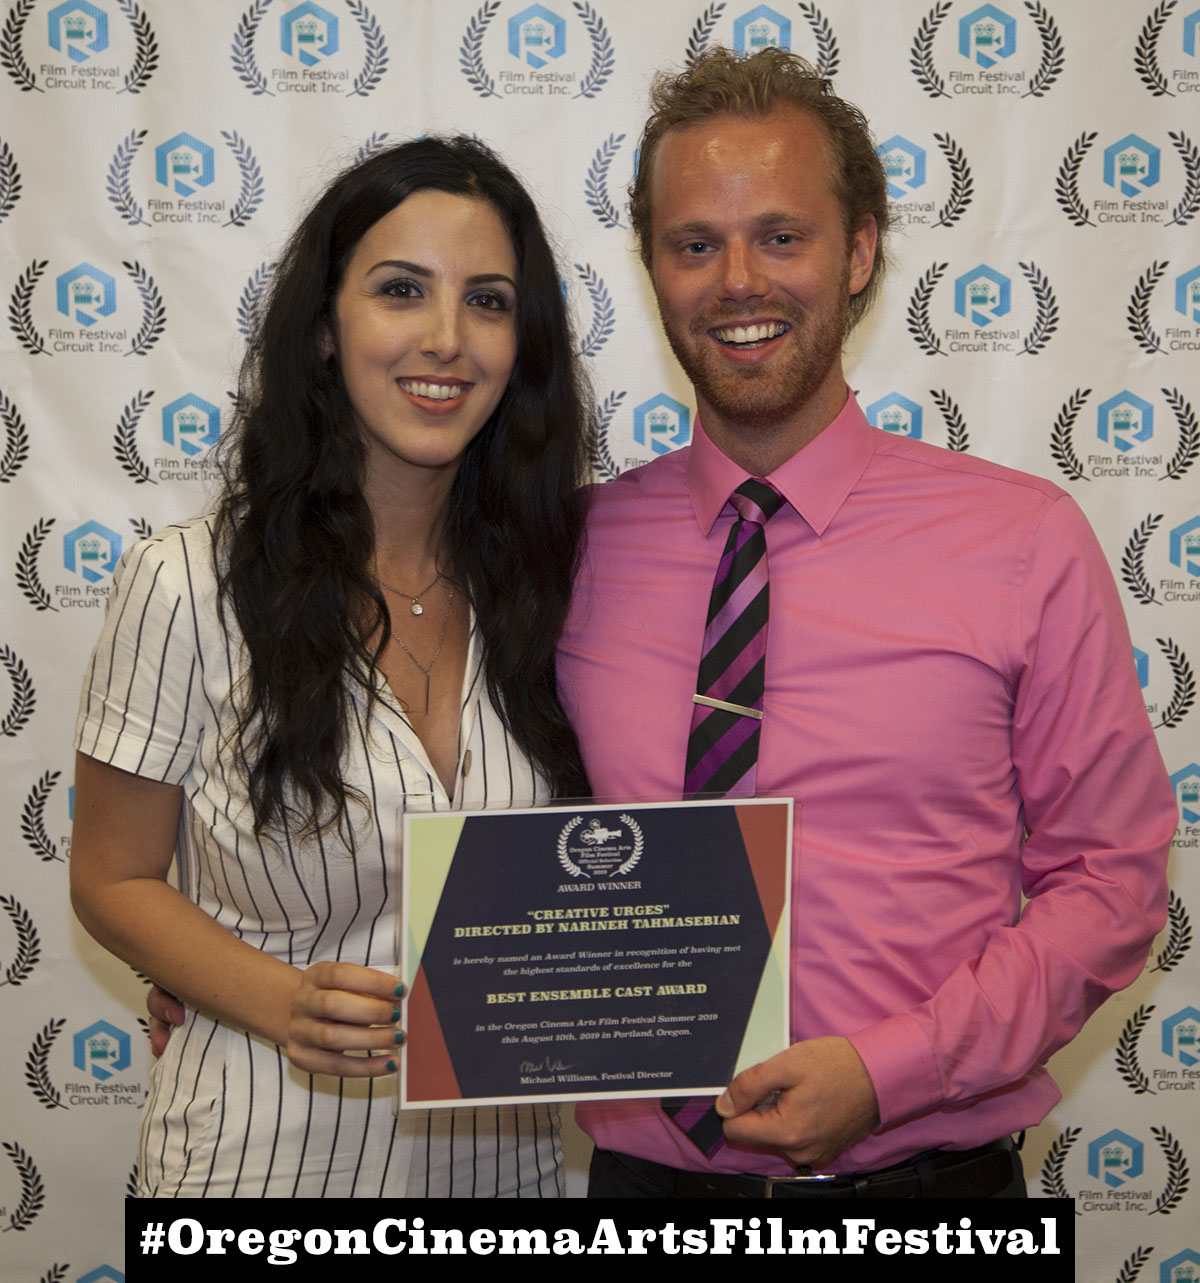 Film Festival
Circuit Inc.
Oregon Cinema Arts
Film Festival
Official Selection
Summer
2019
AWARD WINNER
"CREATIVE URGES"
DIRECTED BY NARINEH TAHMASEBIAN
is hereby named an Award Winner in recognition of having met
the highest standards of excellence for the
BEST ENSEMBLE CAST AWARD
in the Oregon Cinema Arts Film Festival Summer 2019
this August 10th, 2019 in Portland, Oregon.
Michael Williams, Festival Director
#OregonCinemaArtsFilmFestival